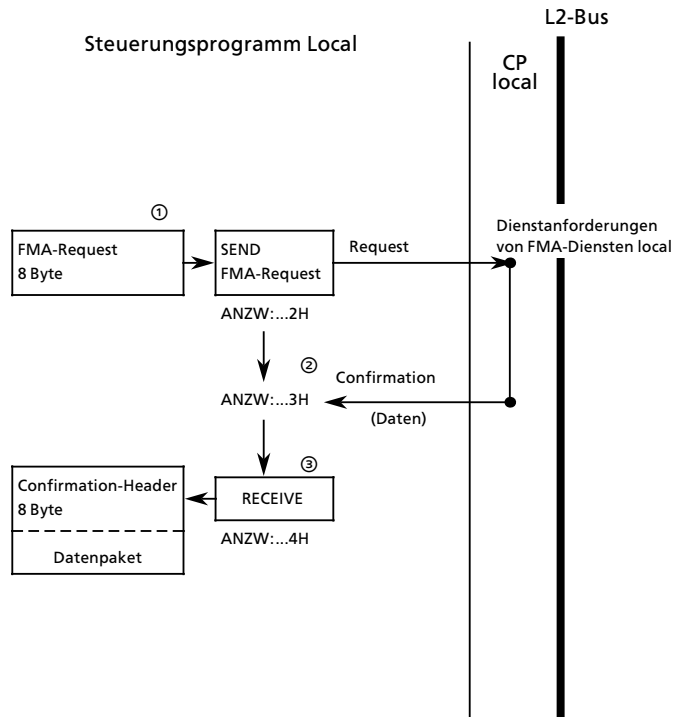 L2-Bus
Steuerungsprogramm Local
CP
local
①
Dienstanforderungen
von FMA-Diensten local
FMA-Request
8 Byte
SEND
FMA-Request
Request
ANZW:...2H
②
Confirmation
ANZW:...3H
(Daten)
③
Confirmation-Header
8 Byte
RECEIVE
ANZW:...4H
Datenpaket